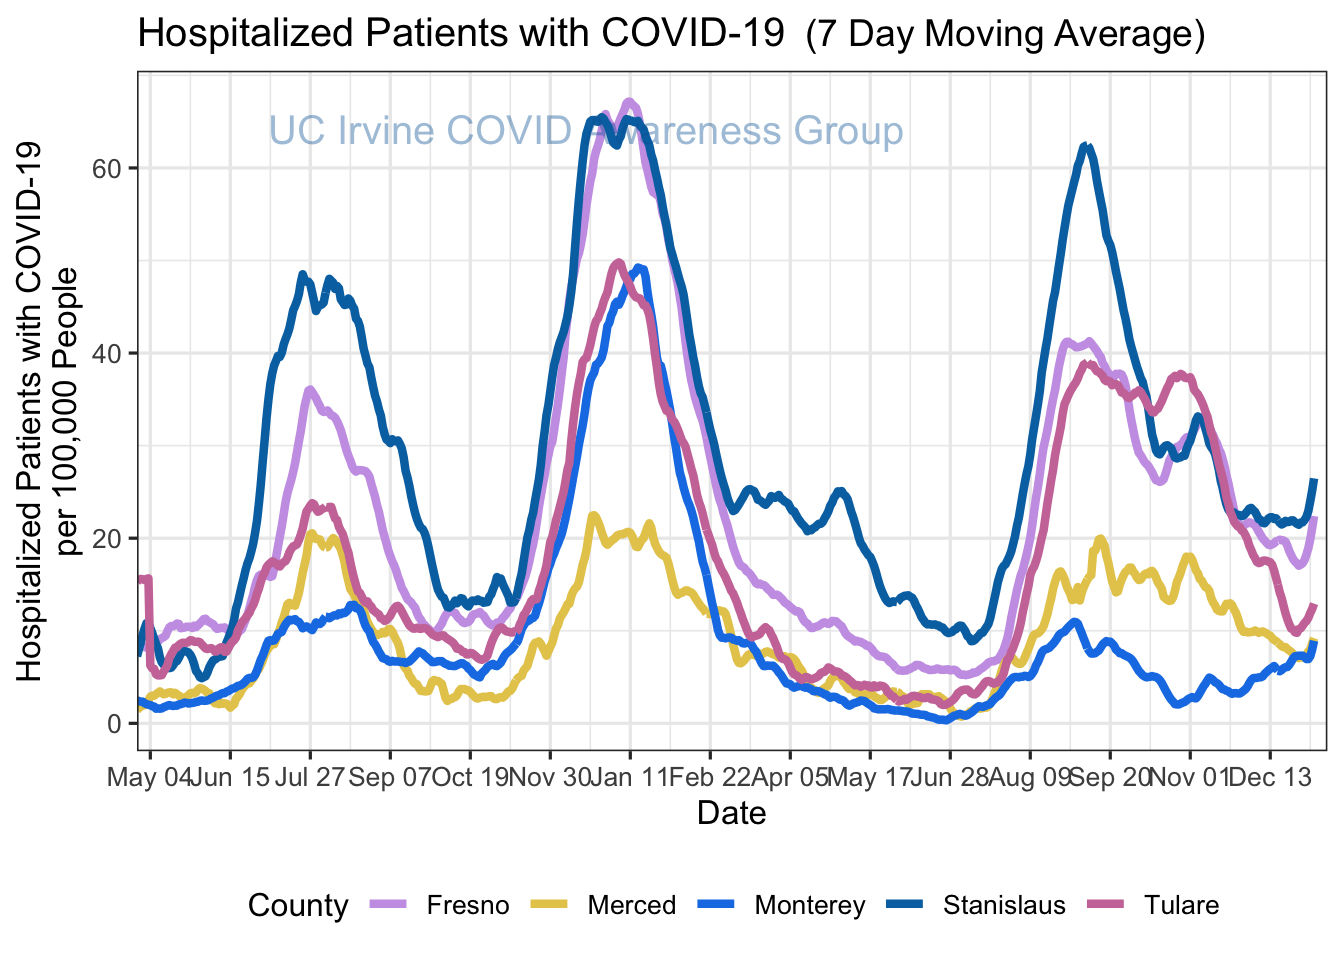 Hospitalized Patients with COVID-19  (7 Day Moving Average)
UC Irvine COVID Awareness Group
Hospitalized Patients with COVID-19
per 100,000 People
60
40
20
0
May 04 Jun 15 Jul 27 Sep 07 Oct 19 Nov 30 Jan 11 Feb 22 Apr 05 May 17 Jun 28 Aug 09 Sep 20 Nov 01 Dec 13
Date
County Fresno Merced Monterey Stanislaus Tulare